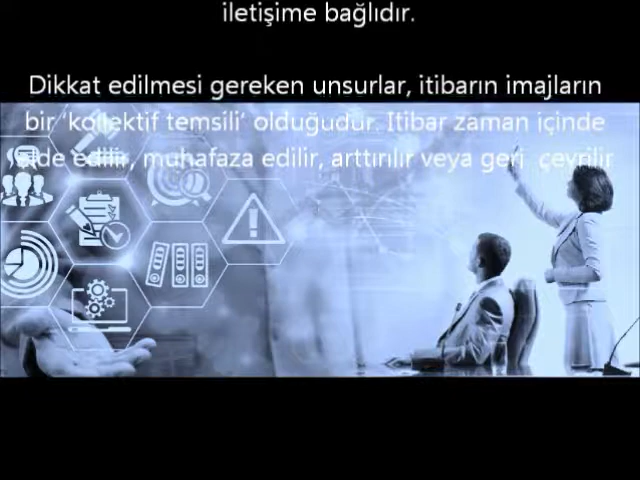 iletişime bağlıdır.
Dikkat edilmesi gereken unsurlar, itibarın imajların
bir ‘kollektif temsili’ olduğudur. Itibar zaman içinde
elde edilir, muhafaza edilir, arttırılır veya geri çevrilir